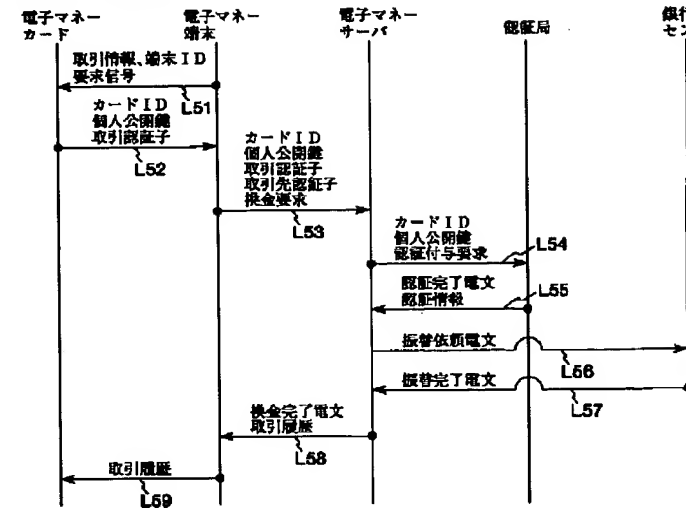 電子マネー
カード
電子マネー
端末
電子マネー
サーバ
認証局
銀行
セン
取引情報、端末ID
要求信号
L51
カードID
個人公開鍵
取引認証子
L52
カードID
個人公開鍵
取引認証子
取引先認証子
換金要求
L53
カードID
個人公開鍵
認証付与要求
L54
認証完了電文
認証情報
L55
振替依頼電文
L56
振替完了電文
L57
換金完了電文
取引履歴
L58
取引履歴
L59